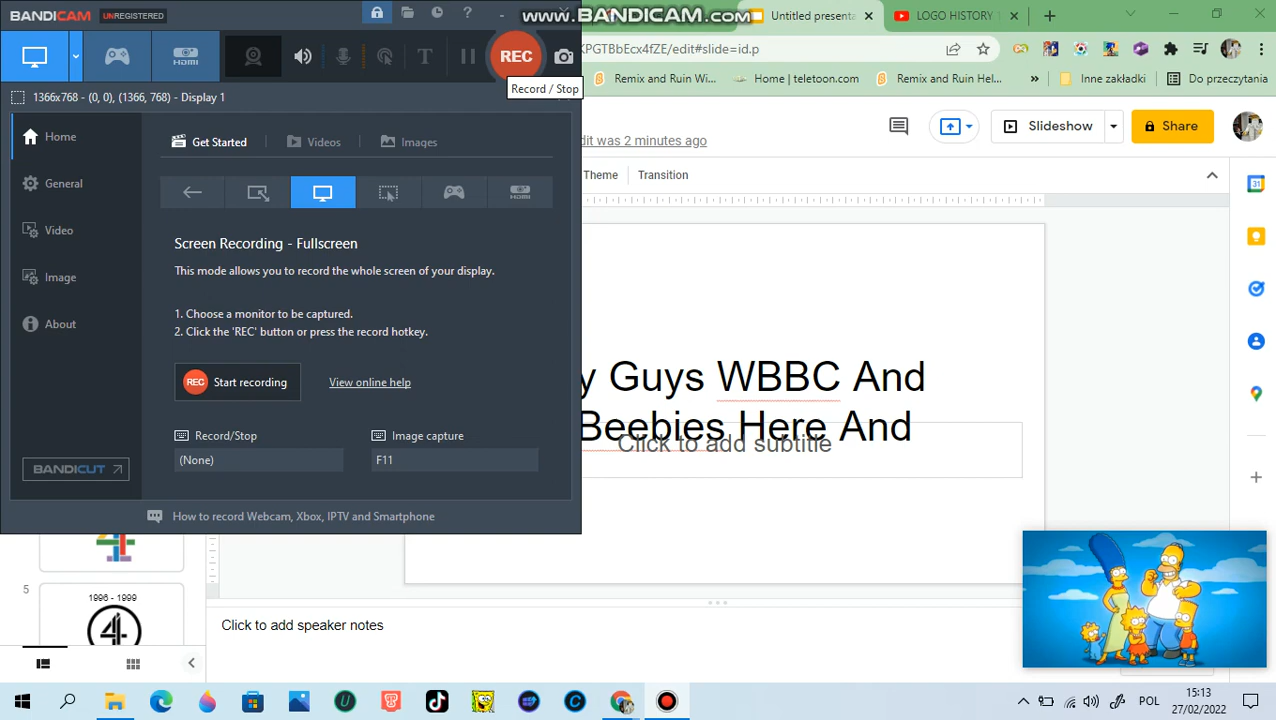 BANDICAM UNREGISTERED
www.BANDICAM.com
Untitled presenta
LOGO HISTORY
REC
Record / Stop
KPGTBbEcx4fZE/edit#slide=id.p
Remix and Ruin Wi...
Home | teletoon.com
Remix and Ruin Hel...
Inne zakładki
Do przeczytania
1366x768 - (0, 0), (1366, 768) - Display 1
Home
General
Video
Image
About
BANDICUT
Get Started
Videos
Images
HDMI
Screen Recording - Fullscreen
This mode allows you to record the whole screen of your display.
1. Choose a monitor to be captured.
2. Click the 'REC' button or press the record hotkey.
REC Start recording
View online help
Record/Stop
Image capture
(None)
F11
How to record Webcam, Xbox, IPTV and Smartphone
dit was 2 minutes ago
Slideshow
Share
Theme
Transition
31
y Guys WBBC And
Beebies Here And
Click to add subtitle
5
1996 - 1999
4
Click to add speaker notes
POL
15:13
27/02/2022